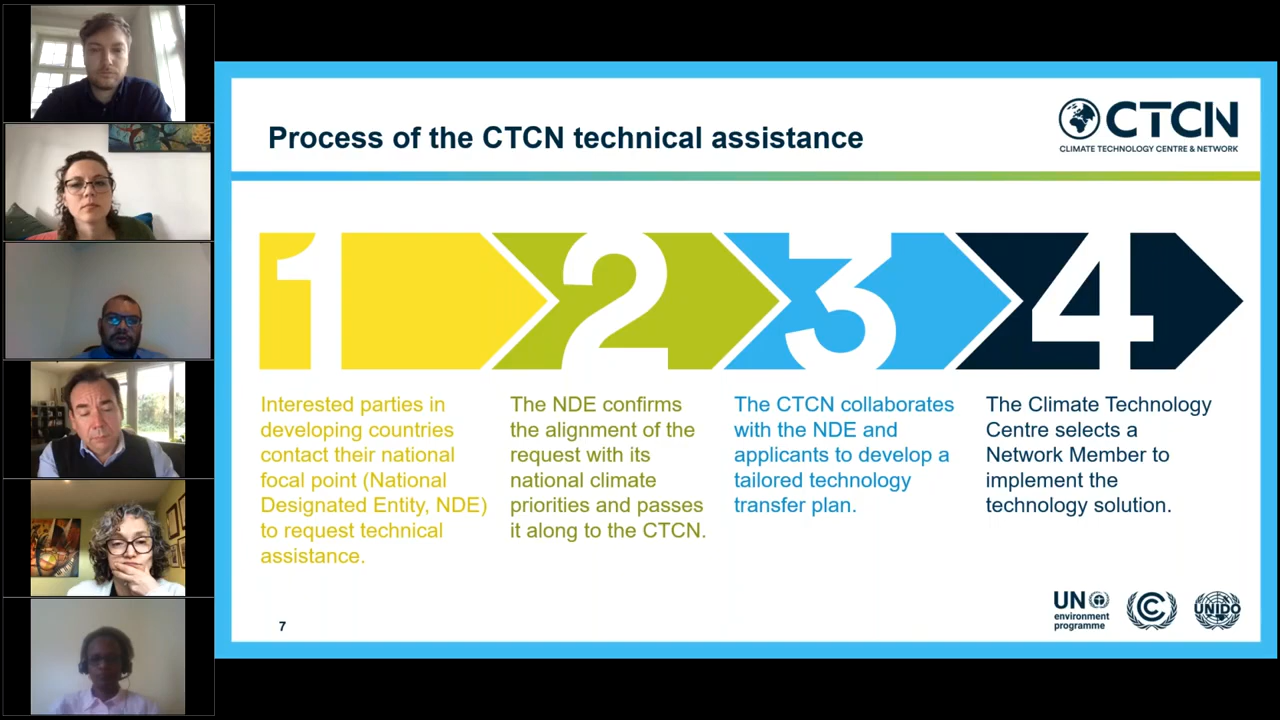 Process of the CTCN technical assistance
CTCN
CLIMATE TECHNOLOGY CENTRE & NETWORK
1
2
3
4
Interested parties in
developing countries
contact their national
focal point (National
Designated Entity, NDE)
to request technical
assistance.
The NDE confirms
the alignment of the
request with its
national climate
priorities and passes
it along to the CTCN.
The CTCN collaborates
with the NDE and
applicants to develop a
tailored technology
transfer plan.
The Climate Technology
Centre selects a
Network Member to
implement the
technology solution.
7
UN
environment
programme
UNIDO